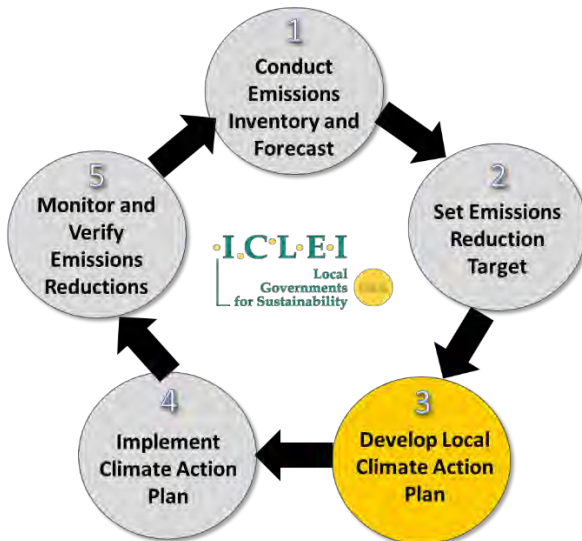 1
Conduct
Emissions
Inventory and
Forecast
2
Set Emissions
Reduction
Target
3
Develop Local
Climate Action
Plan
4
Implement
Climate Action
Plan
5
Monitor and
Verify
Emissions
Reductions
·I·C·L·E·I
Local
Governments
for Sustainability